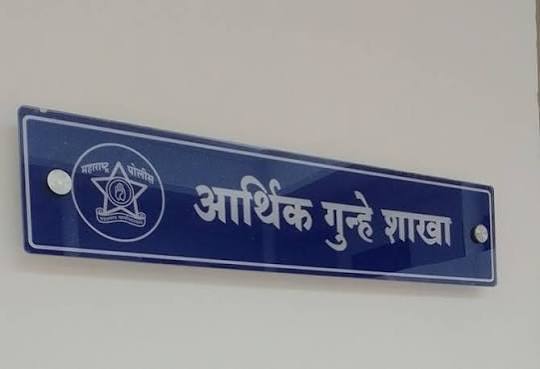 महाराष्ट्र पोलीस
आर्थिक गुन्हे शाखा